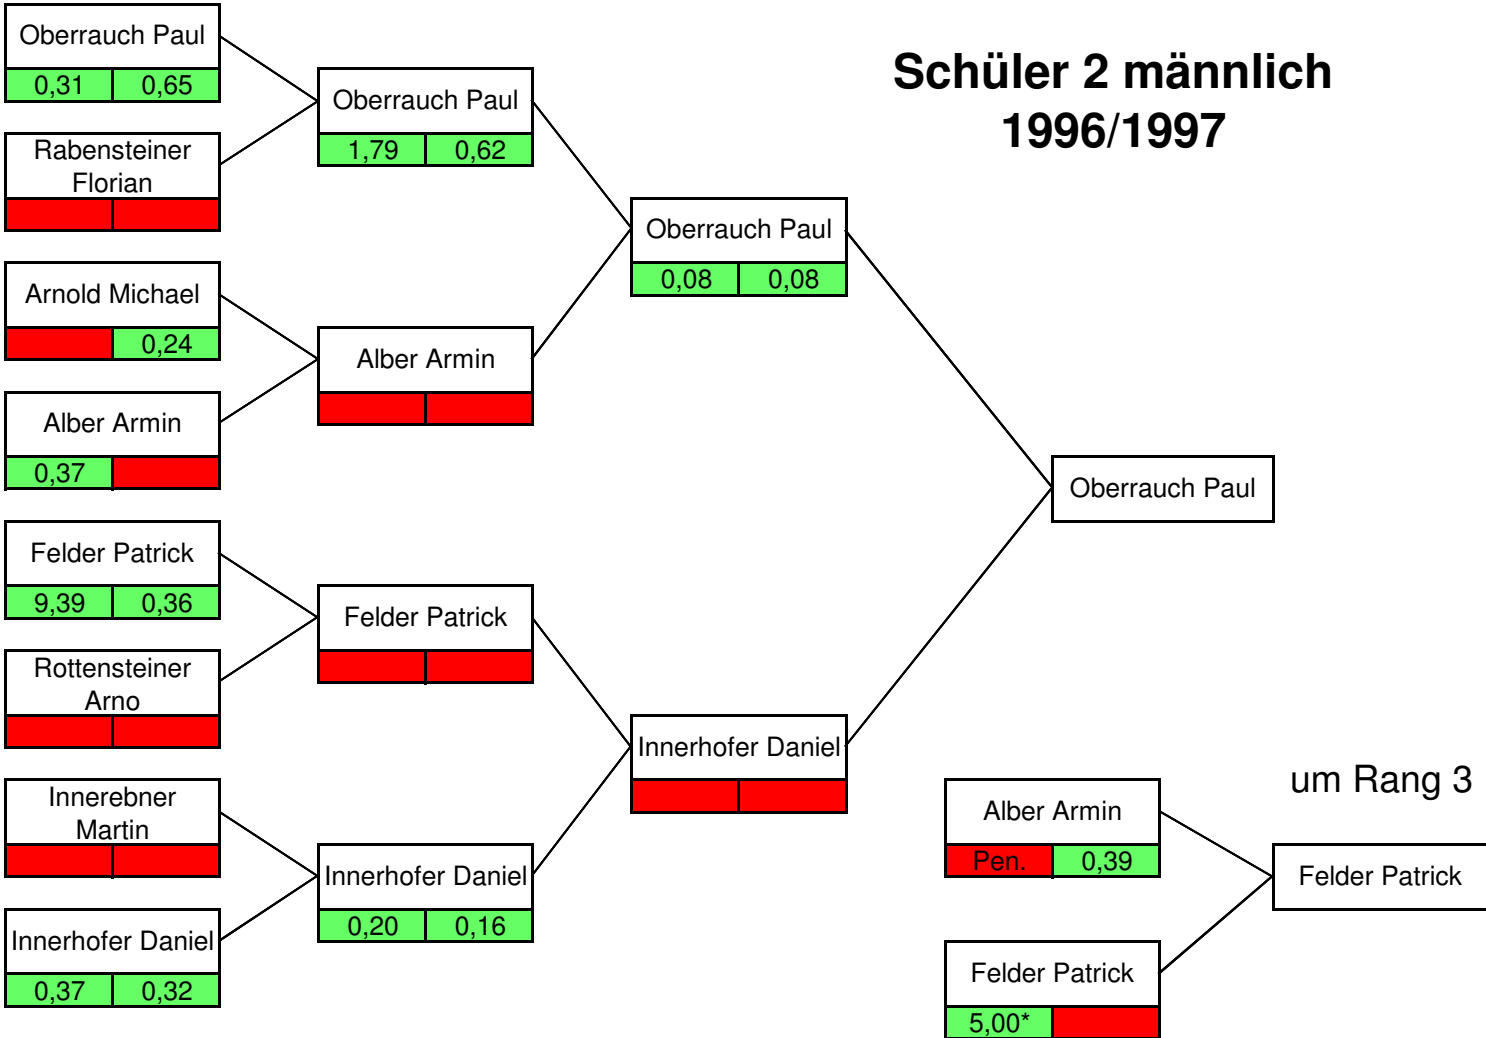 Schüler 2 männlich
1996/1997
Oberrauch Paul
0,31 0,65
Rabensteiner
Florian
Arnold Michael
0,24
Alber Armin
0,37
Felder Patrick
9,39 0,36
Rottensteiner
Arno
Innerebner
Martin
Innerhofer Daniel
0,37 0,32
Oberrauch Paul
1,79 0,62
Alber Armin
Felder Patrick
Innerhofer Daniel
0,20 0,16
Oberrauch Paul
0,08 0,08
Innerhofer Daniel
Oberrauch Paul
um Rang 3
Alber Armin
Pen. 0,39
Felder Patrick
5,00*
Felder Patrick